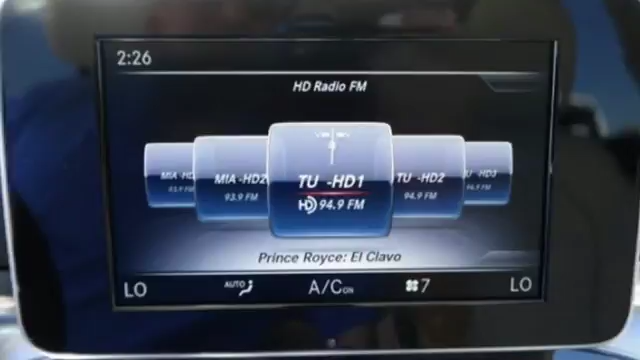 2:26
HD Radio FM
MIA -HD2 TU -HD1 TU -HD2
93.9 FM HD 94.9 FM 94.9 FM
Prince Royce: El Clavo
LO AUTO A/C ON 7 LO